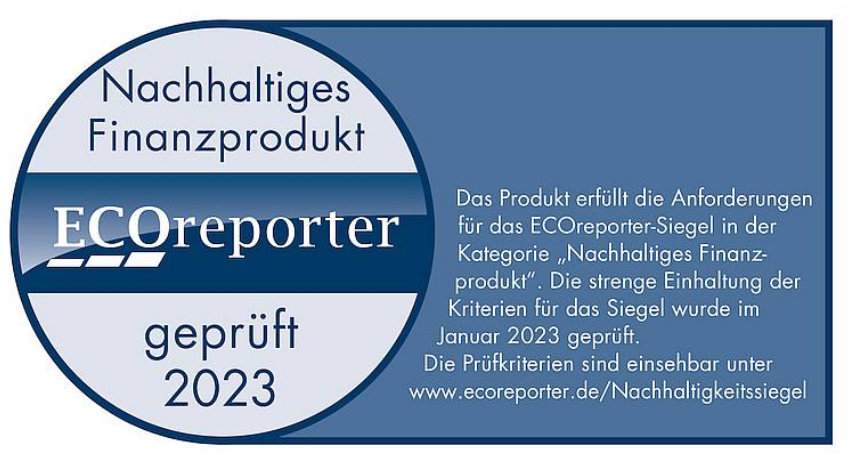 Nachhaltiges
Finanzprodukt
ECOreporter
geprüft
2023
Das Produkt erfüllt die Anforderungen
für das ECOreporter-Siegel in der
Kategorie „Nachhaltiges Finanz-
produkt“. Die strenge Einhaltung der
Kriterien für das Siegel wurde im
Januar 2023 geprüft.
Die Prüfkriterien sind einsehbar unter
www.ecoreporter.de/Nachhaltigkeitssiegel